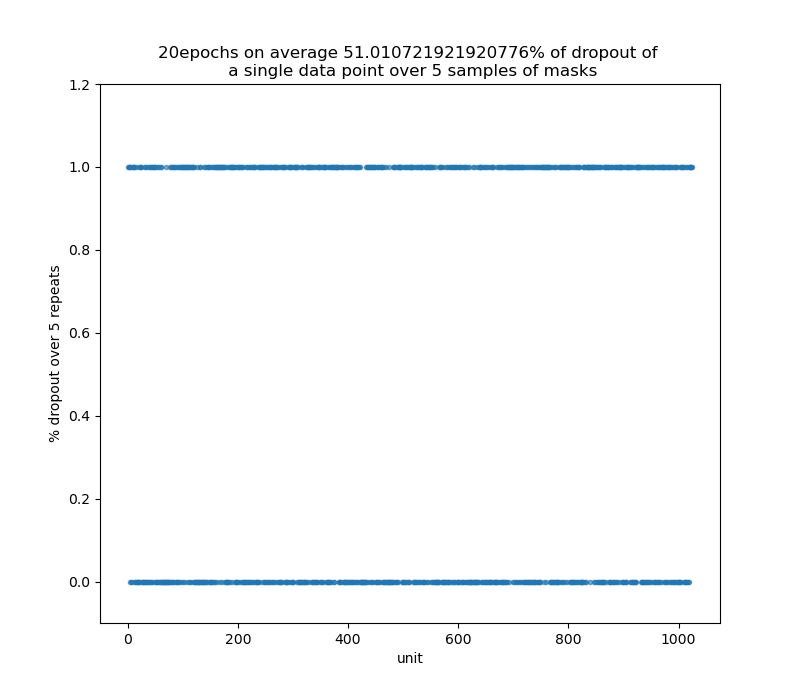 20epochs on average 51.010721921920776% of dropout of
a single data point over 5 samples of masks
1.2
1.0
0.8
0.6
0.4
0.2
0.0
% dropout over 5 repeats
0 200 400 600 800 1000
unit